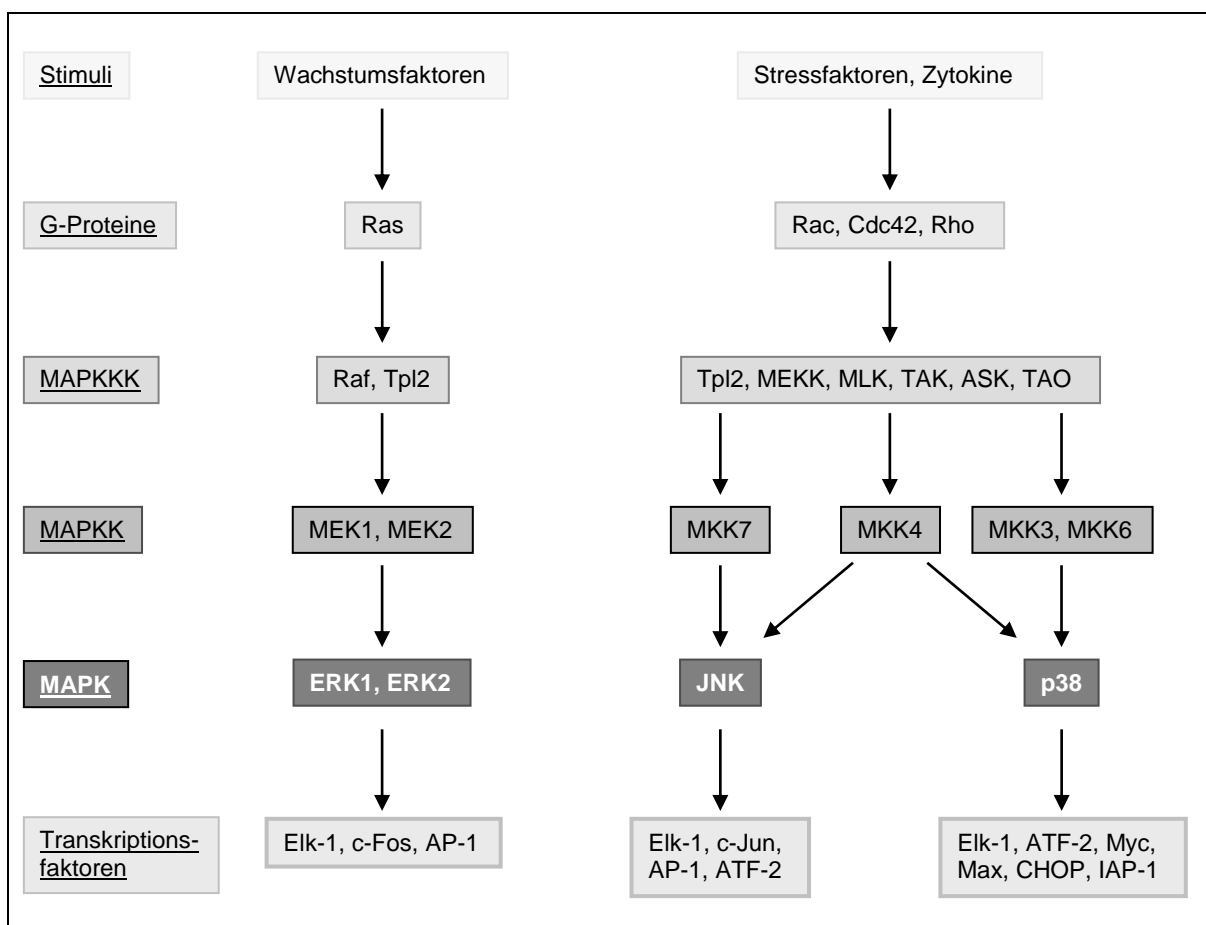 Stimuli
Wachstumsfaktoren
Stressfaktoren, Zytokine
G-Proteine
Ras
Rac, Cdc42, Rho
MAPKKK
Raf, Tpl2
Tpl2, MEKK, MLK, TAK, ASK, TAO
MAPKK
MEK1, MEK2
MKK7
MKK4
MKK3, MKK6
MAPK
ERK1, ERK2
JNK
p38
Transkriptions-
faktoren
Elk-1, c-Fos, AP-1
Elk-1, c-Jun,
AP-1, ATF-2
Elk-1, ATF-2, Myc,
Max, CHOP, IAP-1